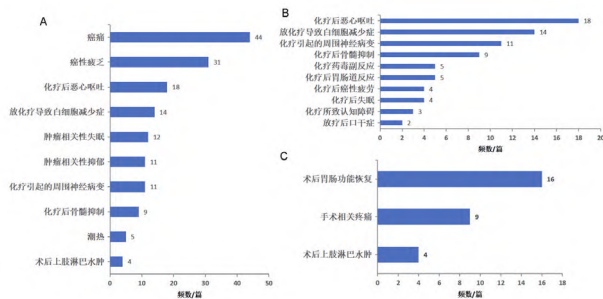 A
癌痛
44
癌性疲乏
31
化疗后恶心呕吐
18
放化疗导致白细胞减少症
14
肿瘤相关性失眠
12
肿瘤相关性抑郁
11
化疗引起的周围神经病变
11
化疗后骨髓抑制
9
潮热
5
术后上肢淋巴水肿
4
0 10 20 30 40 50
频数/篇
B
化疗后恶心呕吐
18
放化疗导致白细胞减少症
14
化疗引起的周围神经病变
11
化疗后骨髓抑制
9
化疗药毒副反应
5
化疗后胃肠道反应
5
化疗后癌性疲劳
4
化疗后失眠
4
化疗所致认知障碍
3
放疗后口干症
2
0 2 4 6 8 10 12 14 16 18 20
频数/篇
C
术后胃肠功能恢复
16
手术相关疼痛
9
术后上肢淋巴水肿
4
0 2 4 6 8 10 12 14 16 18
频数/篇